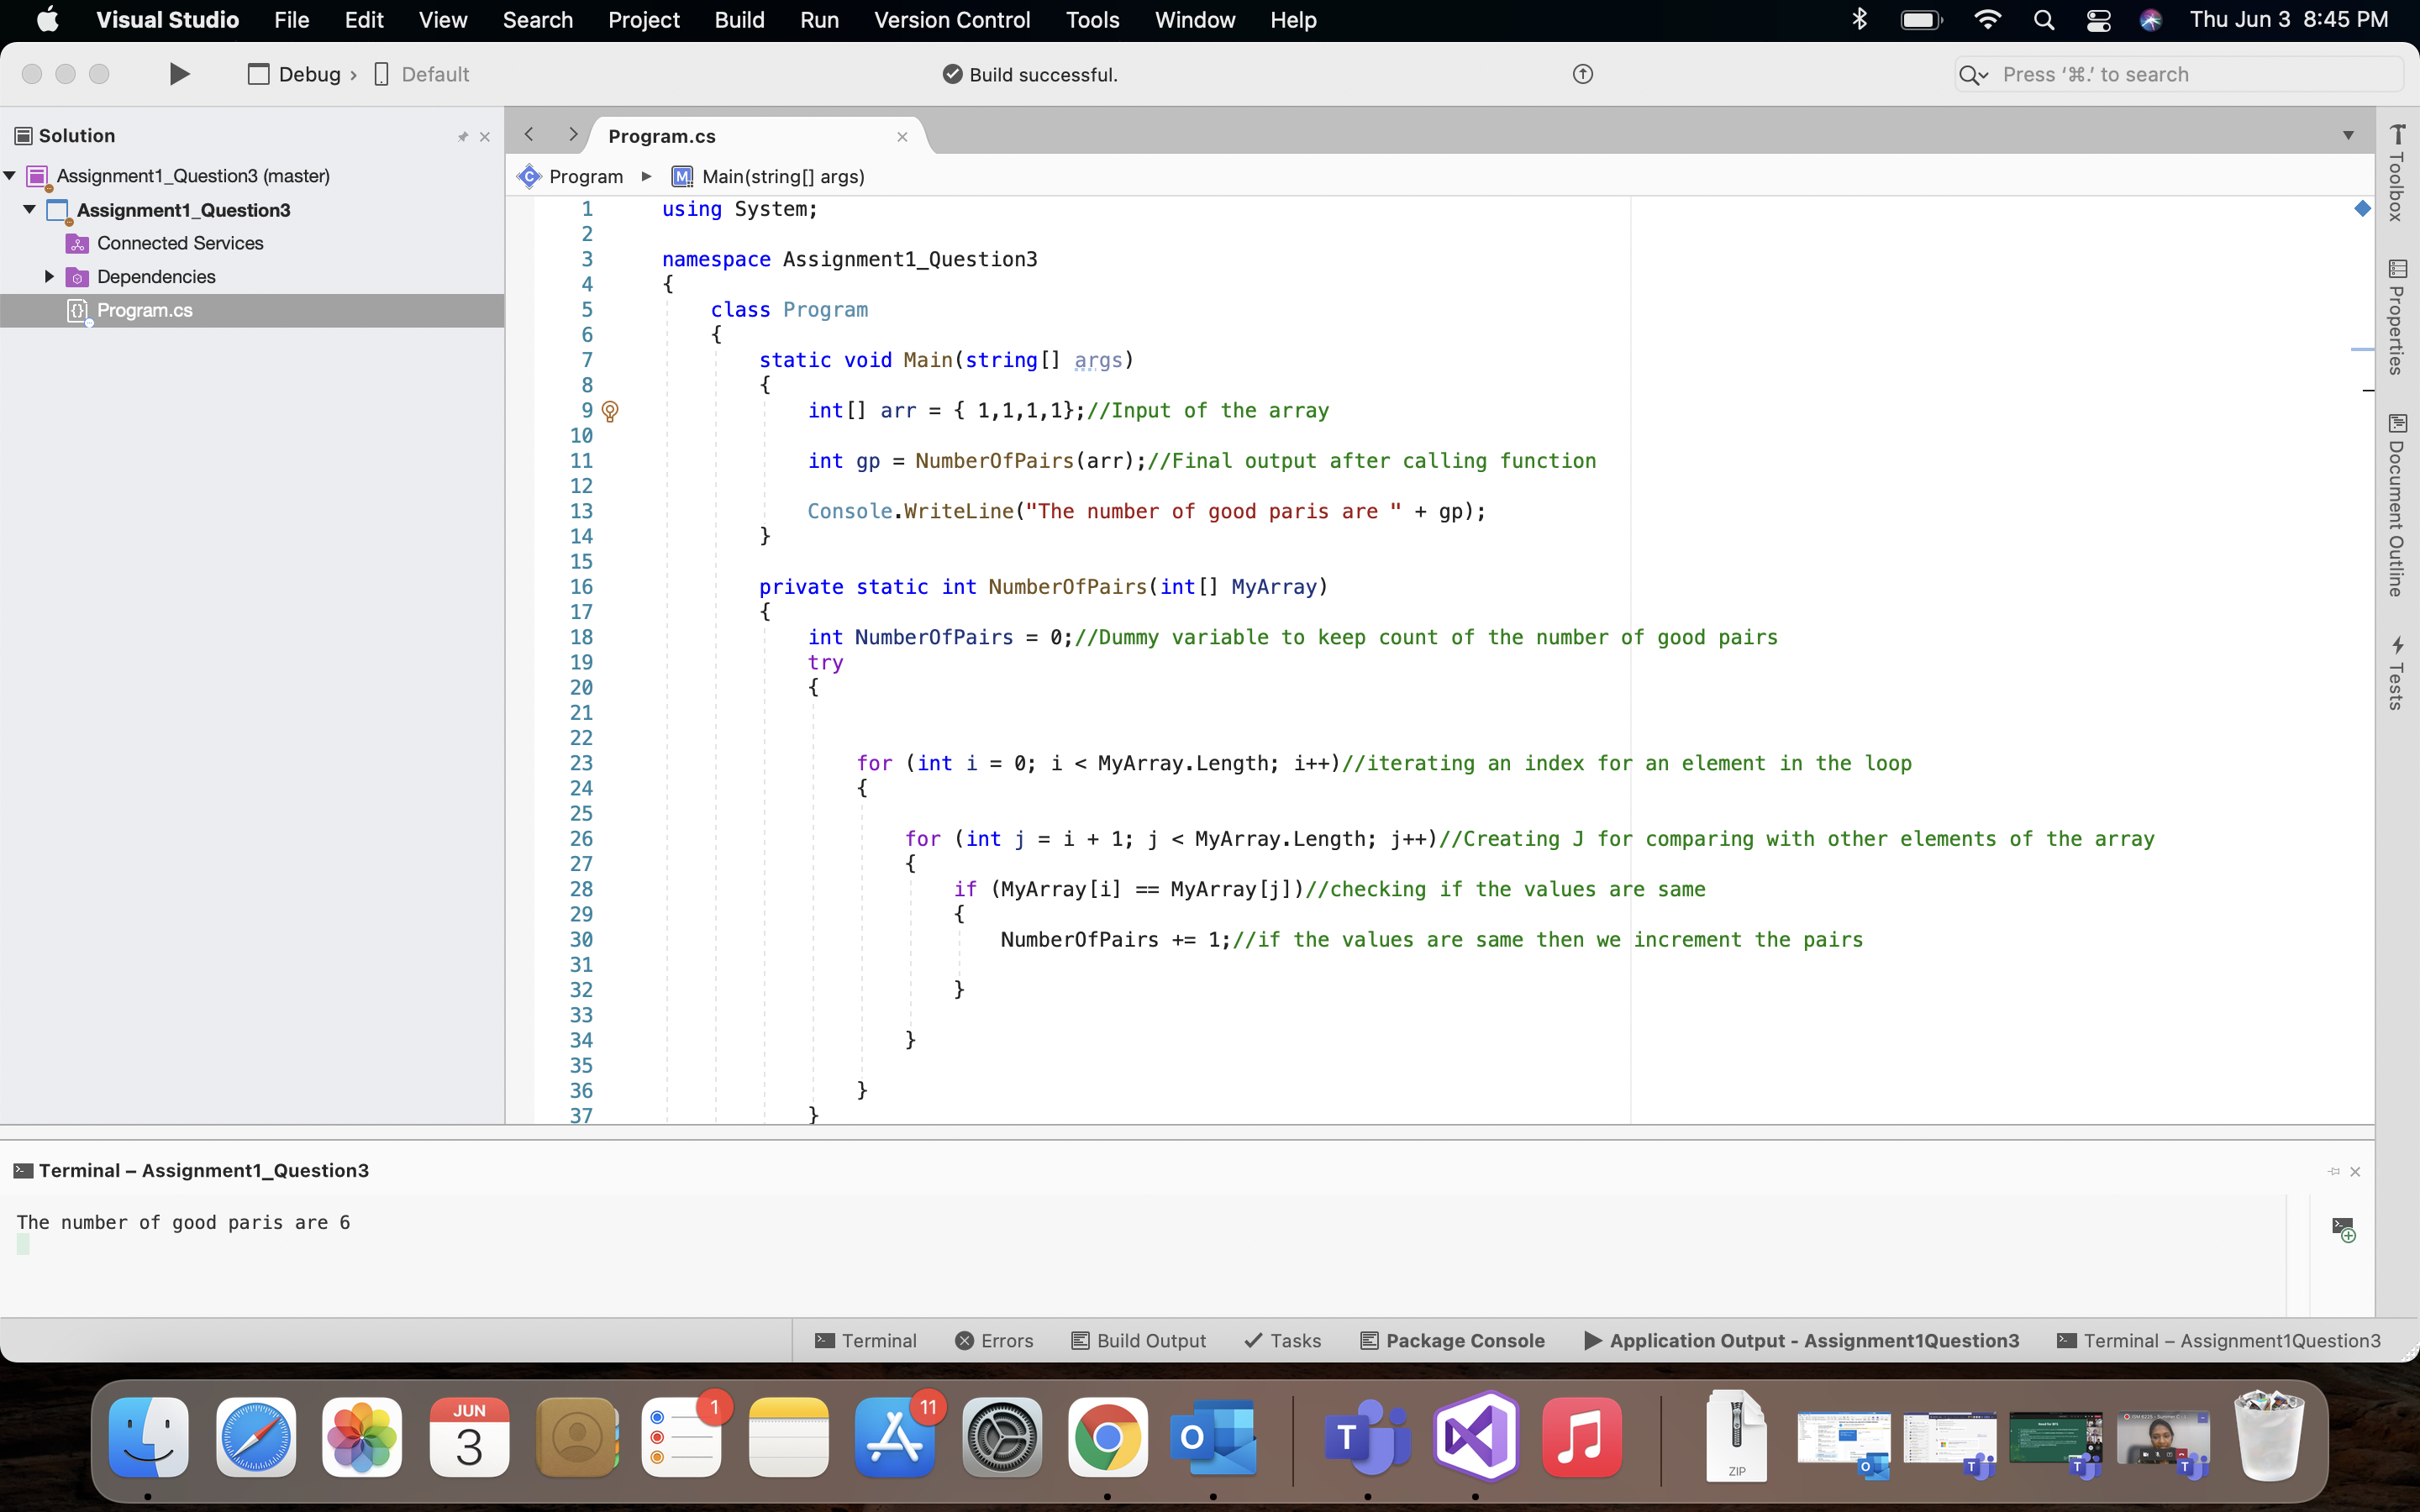 Visual Studio File Edit View Search Project Build Run Version Control Tools Window Help Thu Jun 3 8:45 PM
Debug › Default Build successful. Press ‘⌘.’ to search
Solution
Assignment1_Question3 (master)
Assignment1_Question3
Connected Services
Dependencies
Program.cs
Program.cs
Program Main(string[] args)
1 using System;
2
3 namespace Assignment1_Question3
4 {
5 class Program
6 {
7 static void Main(string[] args)
8 {
9 int[] arr = { 1,1,1,1};//Input of the array
10
11 int gp = NumberOfPairs(arr);//Final output after calling function
12
13 Console.WriteLine("The number of good paris are " + gp);
14 }
15
16 private static int NumberOfPairs(int[] MyArray)
17 {
18 int NumberOfPairs = 0;//Dummy variable to keep count of the number of good pairs
19 try
20 {
21
22
23 for (int i = 0; i < MyArray.Length; i++)//iterating an index for an element in the loop
24 {
25
26 for (int j = i + 1; j < MyArray.Length; j++)//Creating J for comparing with other elements of the array
27 {
28 if (MyArray[i] == MyArray[j])//checking if the values are same
29 {
30 NumberOfPairs += 1;//if the values are same then we increment the pairs
31
32 }
33
34 }
35
36 }
37 }
Toolbox
Properties
Document Outline
Tests
Terminal – Assignment1_Question3
The number of good paris are 6
Terminal Errors Build Output Tasks Package Console Application Output - Assignment1Question3 Terminal – Assignment1Question3
JUN
3
1
11
O
T
ZIP
O
T
T
T